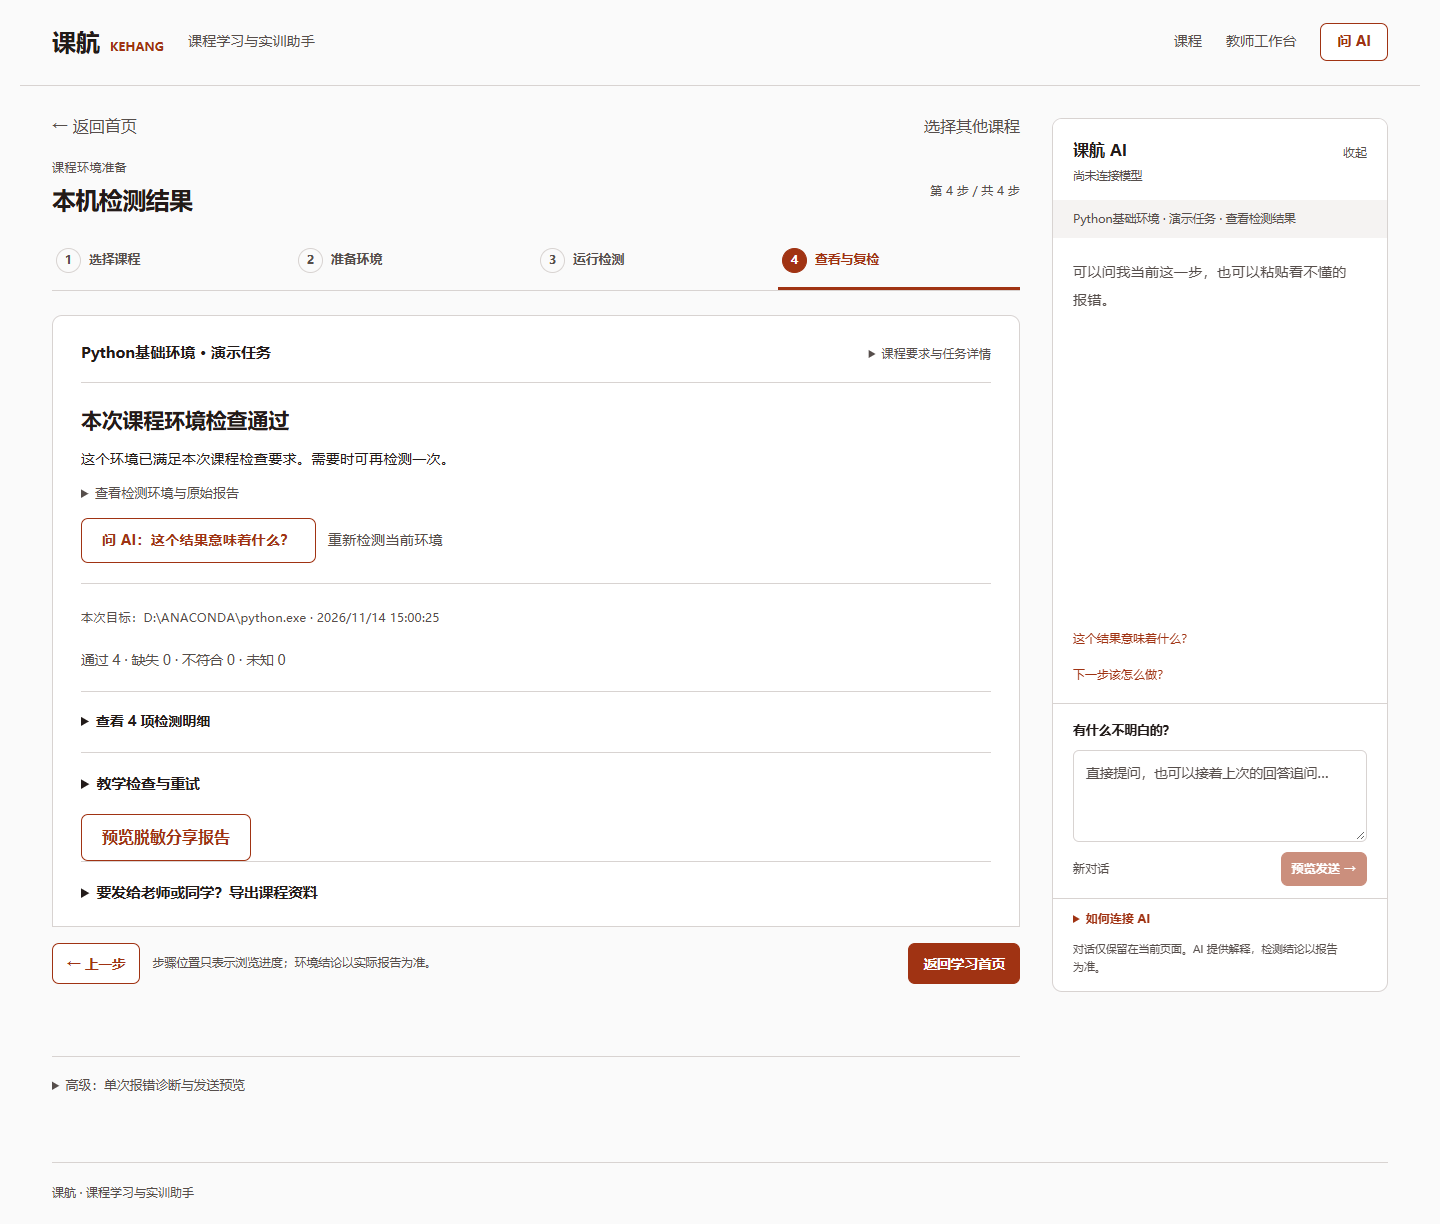 课航 KEHANG 课程学习与实训助手
课程 教师工作台 问 AI
← 返回首页
选择其他课程
课程环境准备
本机检测结果
第 4 步 / 共 4 步
1 选择课程
2 准备环境
3 运行检测
4 查看与复检
Python基础环境 • 演示任务
▶ 课程要求与任务详情
本次课程环境检查通过
这个环境已满足本次课程检查要求。需要时可再检测一次。
▶ 查看检测环境与原始报告
问 AI：这个结果意味着什么？
重新检测当前环境
本次目标：D:\ANACONDA\python.exe · 2026/11/14 15:00:25
通过 4 · 缺失 0 · 不符合 0 · 未知 0
▶ 查看 4 项检测明细
▶ 教学检查与重试
预览脱敏分享报告
▶ 要发给老师或同学？导出课程资料
← 上一步
步骤位置只表示浏览进度；环境结论以实际报告为准。
返回学习首页
▶ 高级：单次报错诊断与发送预览
课航 AI
收起
尚未连接模型
Python基础环境 · 演示任务 · 查看检测结果
可以问我当前这一步，也可以粘贴看不懂的
报错。
这个结果意味着什么？
下一步该怎么做？
有什么不明白的？
直接提问，也可以接着上次的回答追问...
新对话
预览发送 →
▶ 如何连接 AI
对话仅保留在当前页面。AI 提供解释，检测结论以报告
为准。
课航 · 课程学习与实训助手